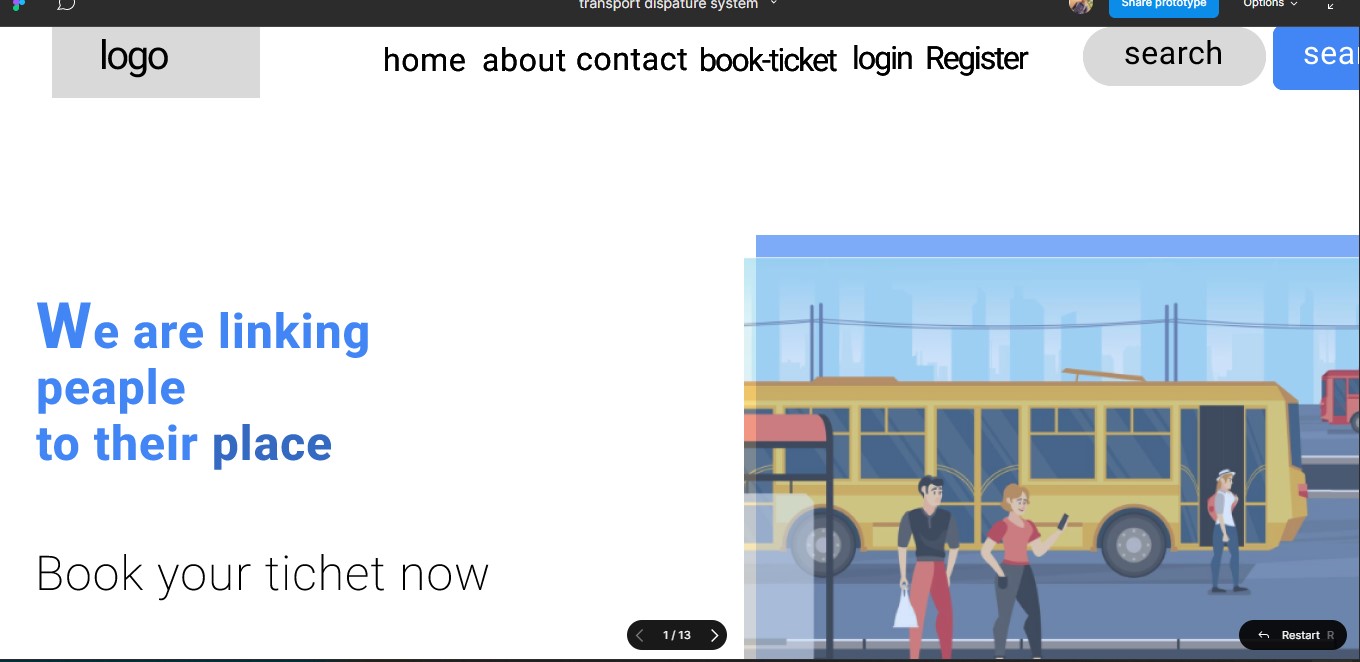 transport dispature system
Share prototype
Options
logo
home about contact book-ticket login Register
search
sear
We are linking
peaple
to their place
Book your tichet now
1 / 13
Restart R